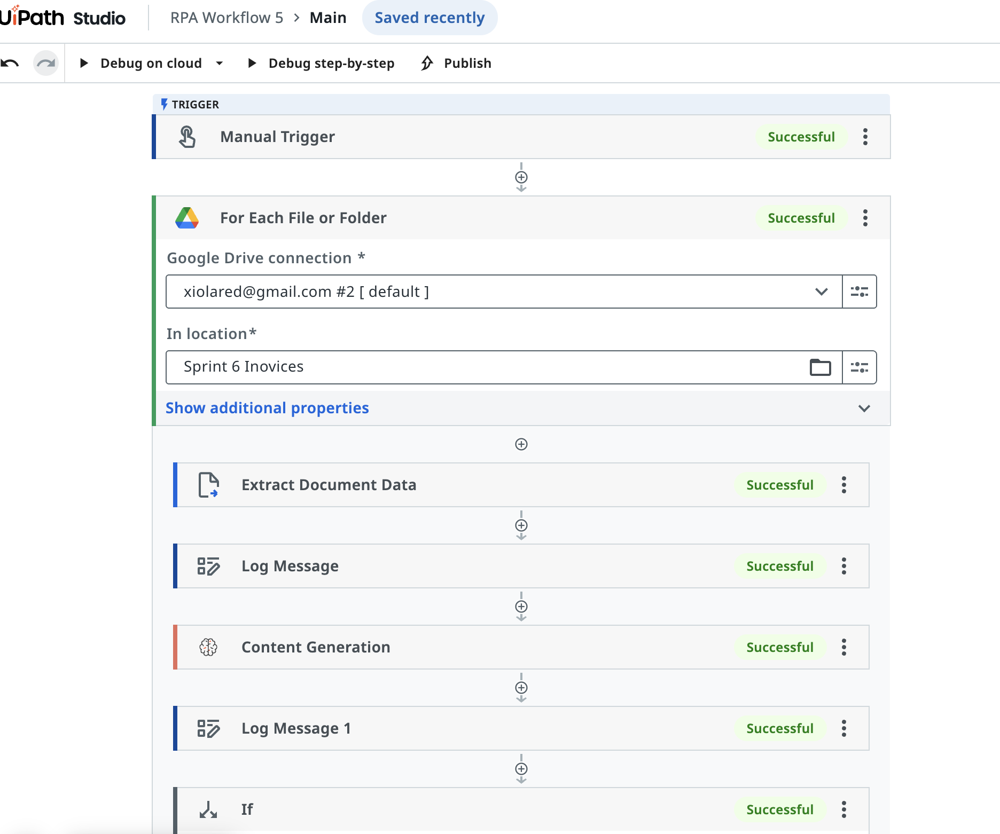 UiPath Studio RPA Workflow 5 > Main Saved recently
Debug on cloud Debug step-by-step Publish
TRIGGER
Manual Trigger Successful
For Each File or Folder Successful
Google Drive connection *
xiolared@gmail.com #2 [ default ]
In location*
Sprint 6 Inovices
Show additional properties
Extract Document Data Successful
Log Message Successful
Content Generation Successful
Log Message 1 Successful
If Successful